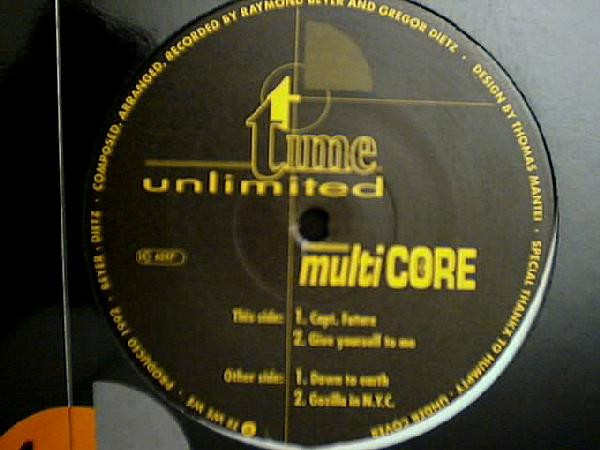 COMPOSED, ARRANGED, RECORDED BY RAYMOND BEYER AND GREGOR DIETZ · DESIGN BY THOMAS MANTEI · SPECIAL THANKS TO HUMPTY · UNDER COVER
PRODUCED 1992 · BEYER · DIETZ ·
time
unlimited
multiCORE
This side: 1. Capt. Future
2. Give yourself to me
Other side: 1. Down to earth
2. Gorilla in N.Y.C.